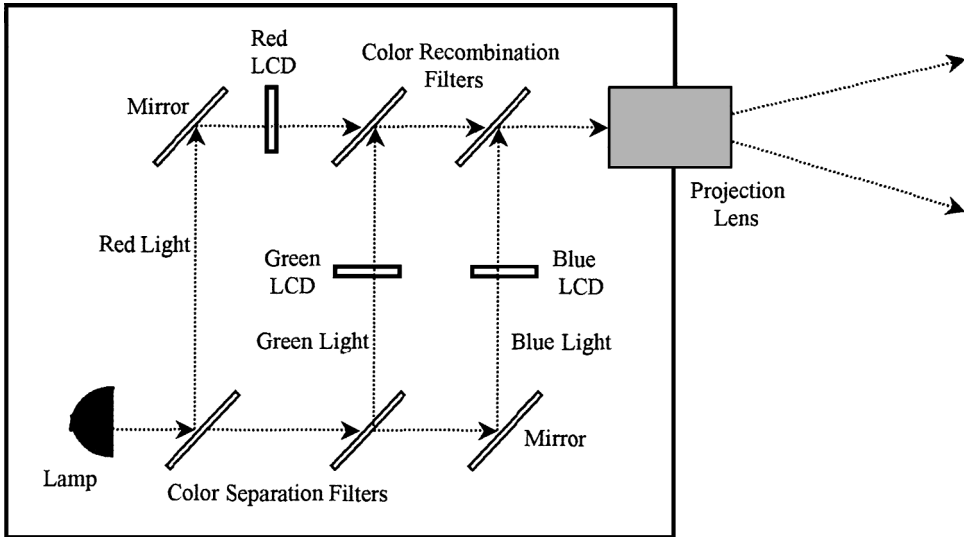 Red
LCD
Color Recombination
Filters
Mirror
Projection
Lens
Red Light
Green
LCD
Blue
LCD
Green Light
Blue Light
Mirror
Lamp
Color Separation Filters